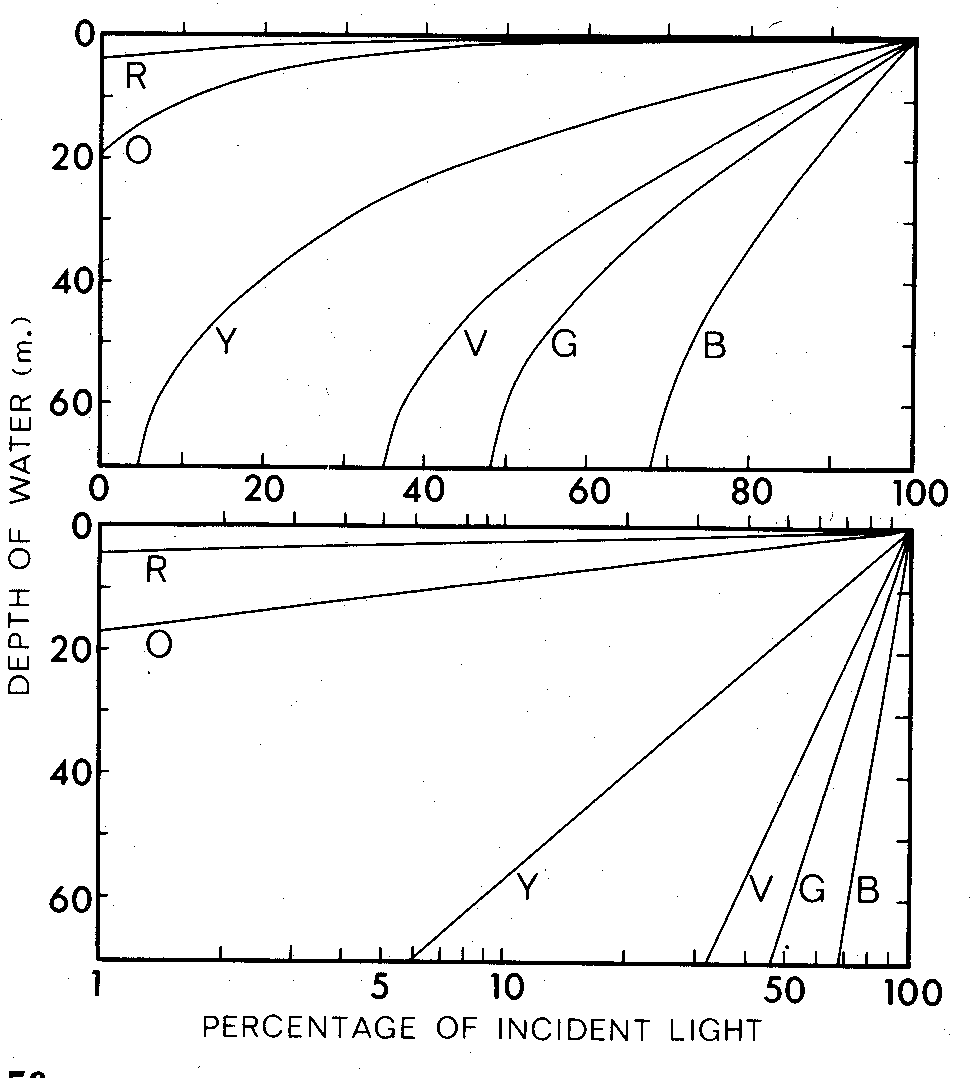 0
R
O
20
40
Y
V
G
B
60
0
20
40
60
80
100
DEPTH OF WATER (m.)
0
R
O
20
40
Y
V
G
B
60
1
5
10
50
100
PERCENTAGE OF INCIDENT LIGHT